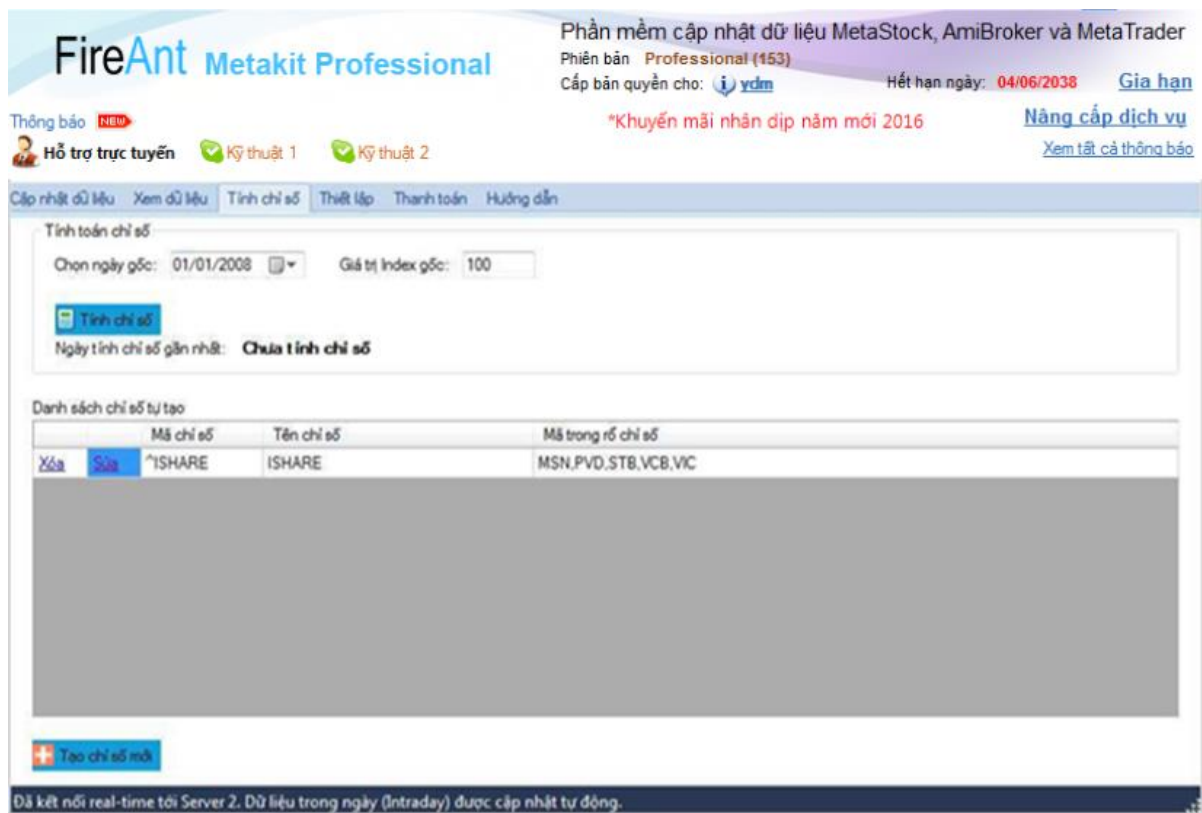 FireAnt Metakit Professional
Phần mềm cập nhật dữ liệu MetaStock, AmiBroker và MetaTrader
Phiên bản Professional (153)
Cấp bản quyền cho: ydm Hết hạn ngày: 04/06/2038 Gia hạn
Thông báo NEW *Khuyến mãi nhân dịp năm mới 2016 Nâng cấp dịch vụ
Hỗ trợ trực tuyến Kỹ thuật 1 Kỹ thuật 2 Xem tất cả thông báo
Cập nhật dữ liệu Xem dữ liệu Tính chỉ số Thiết lập Thanh toán Hướng dẫn
Tính toán chỉ số
Chọn ngày gốc: 01/01/2008 Giá trị Index gốc: 100
Tính chỉ số
Ngày tính chỉ số gần nhất: Chưa tính chỉ số
Danh sách chỉ số tự tạo
Mã chỉ số Tên chỉ số Mã trong rổ chỉ số
Xóa Sửa ^ISHARE ISHARE MSN,PVD,STB,VCB,VIC
Tạo chỉ số mới
Đã kết nối real-time tới Server 2. Dữ liệu trong ngày (Intraday) được cập nhật tự động.